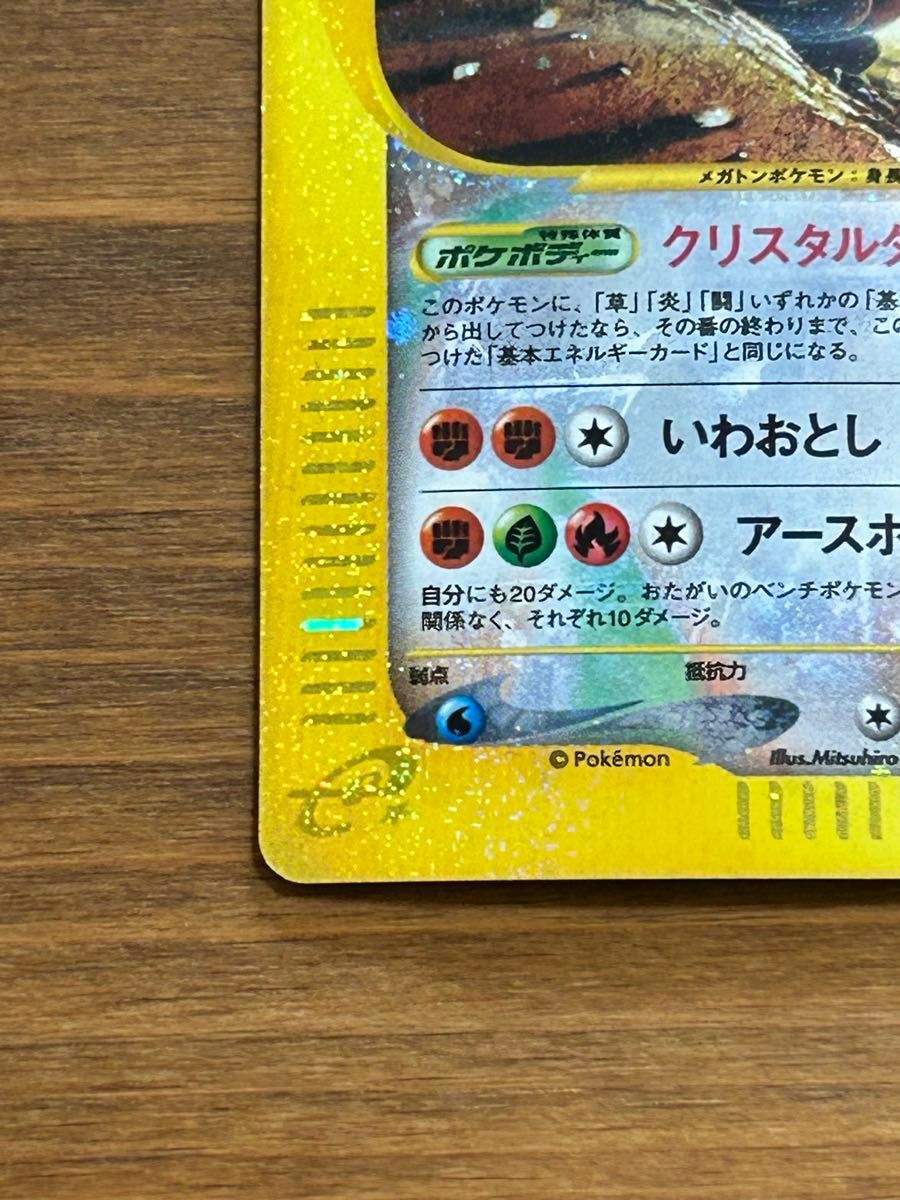 メガトンポケモン：身長
特殊体質
ポケボディー
クリスタルタ
このポケモンに、「草」「炎」「闘」いずれかの「基
から出してつけたなら、その番の終わりまで、この
つけた「基本エネルギーカード」と同じになる。
いわおとし
アースホ
自分にも20ダメージ。おたがいのベンチポケモン
関係なく、それぞれ10ダメージ。
弱点 抵抗力
© Pokémon Illus. Mitsuhiro